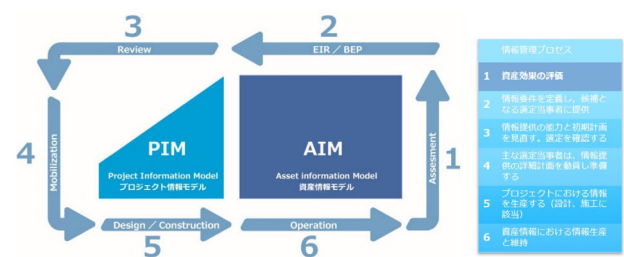 3
2
Review
EIR / BEP
4
Mobilization
PIM
Project Information Model
プロジェクト情報モデル
AIM
Asset information Model
資産情報モデル
Assesment
1
Design / Construction
5
Operation
6
情報管理プロセス
1 資産効果の評価
2 情報要件を定義し、候補と
なる選定当事者に提供
3 情報提供の能力と初期計画
を見直す。選定を確認する
4 主な選定当事者は、情報提
供の詳細計画を動員し準備
する
5 プロジェクトにおける情報
を生産する（設計、施工に
該当）
6 資産情報における情報生産
と維持